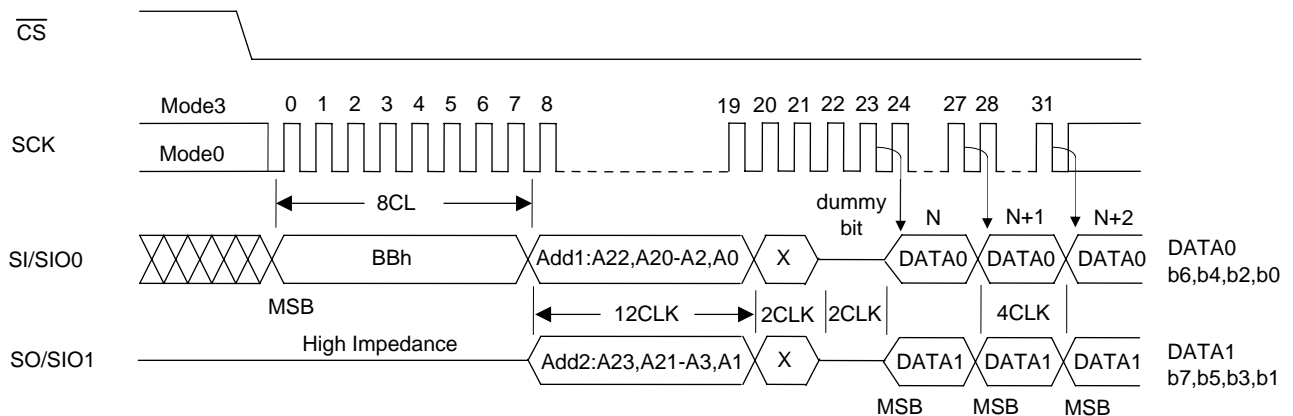 CS
Mode3
0 1 2 3 4 5 6 7 8 19 20 21 22 23 24 27 28 31
SCK
Mode0
8CL
dummy
bit
N N+1 N+2
SI/SIO0
BBh
Add1:A22,A20-A2,A0
X
DATA0 DATA0 DATA0
DATA0
b6,b4,b2,b0
MSB
12CLK 2CLK 2CLK 4CLK
High Impedance
SO/SIO1
Add2:A23,A21-A3,A1
X
DATA1 DATA1 DATA1
DATA1
b7,b5,b3,b1
MSB MSB MSB